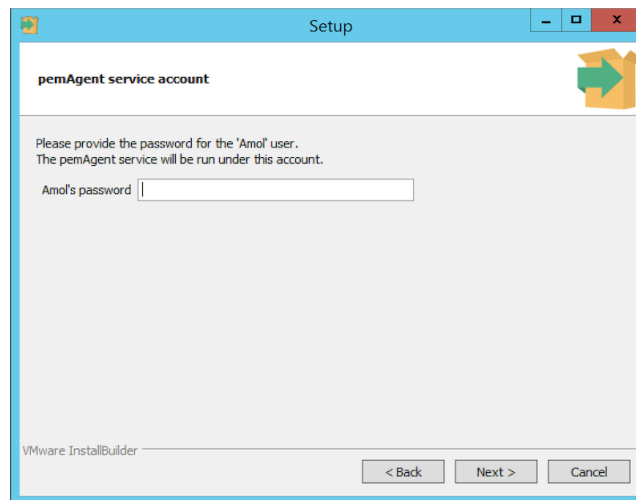 Setup
pemAgent service account
Please provide the password for the 'Amol' user.
The pemAgent service will be run under this account.
Amol's password
VMware InstallBuilder
< Back
Next >
Cancel